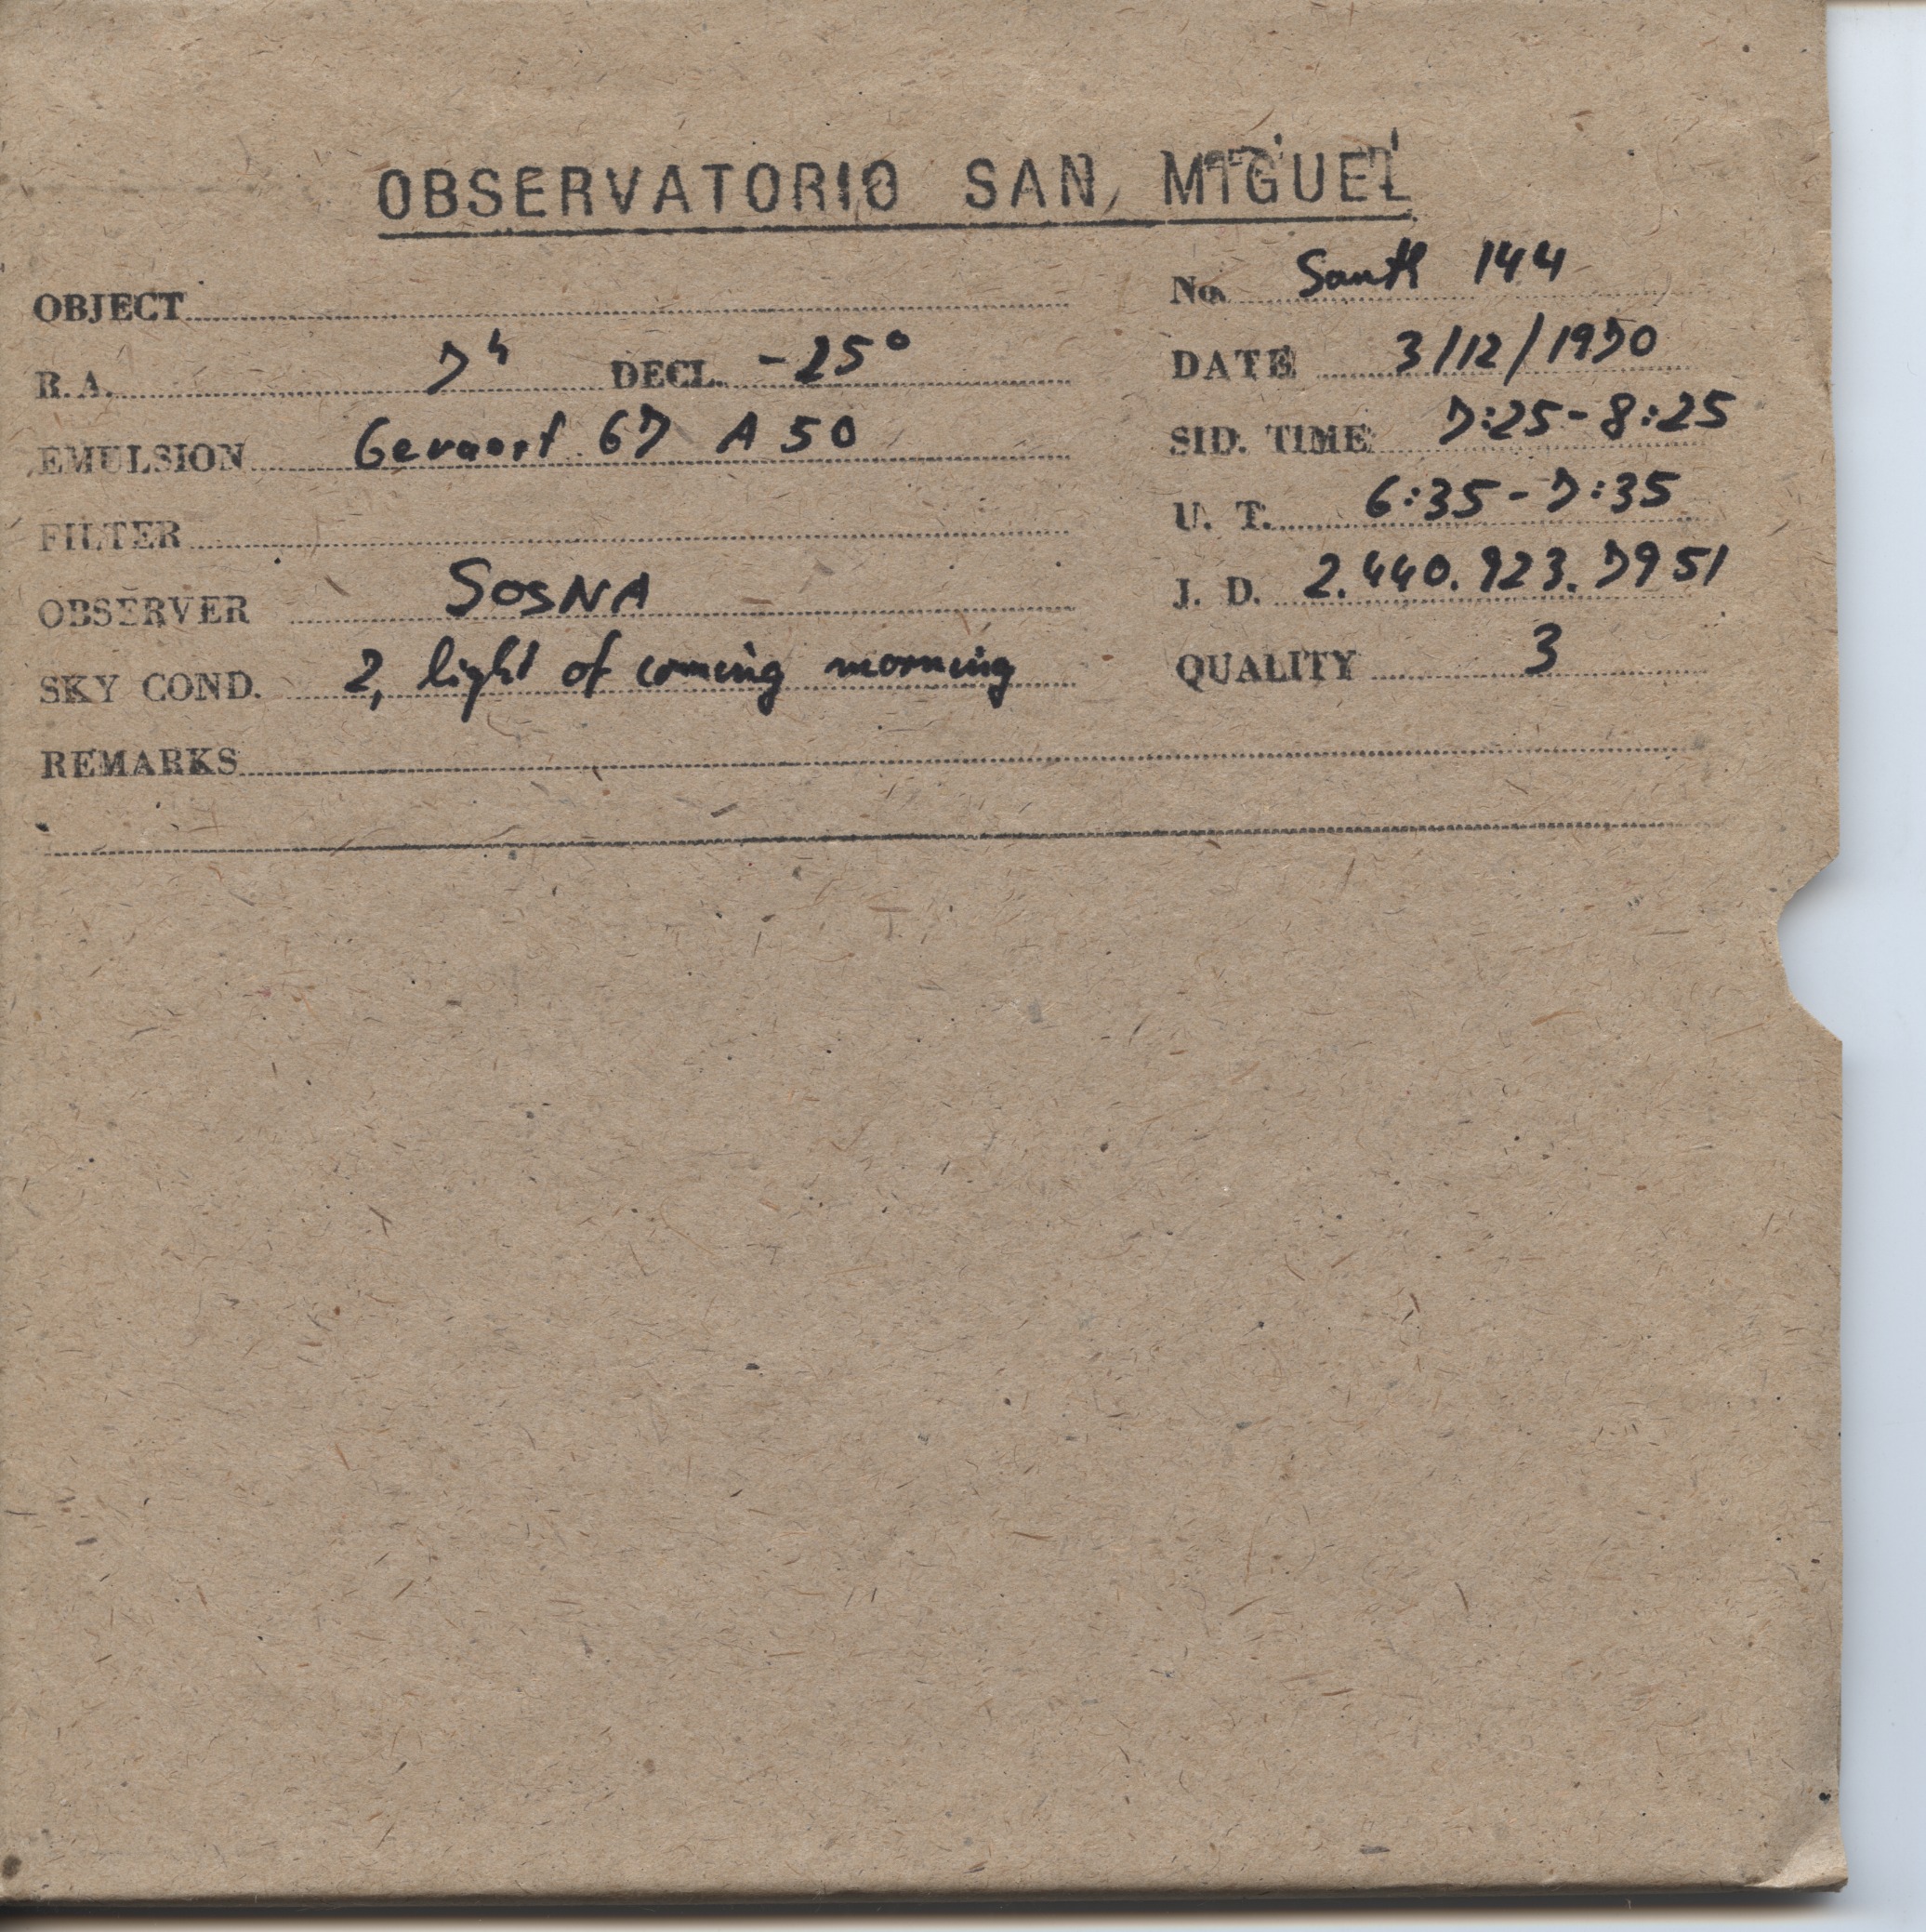 OBSERVATORIO SAN MIGUEL
OBJECT
No. South 144
R.A. 7h DECL. -25°
DATE 3/12/1970
EMULSION Gevaert 67 A 50
SID. TIME 7:25-8:25
FILTER
U. T. 6:35-7:35
OBSERVER SOSNA
J. D. 2.440.923.7951
SKY COND. 2, light of coming morning
QUALITY 3
REMARKS